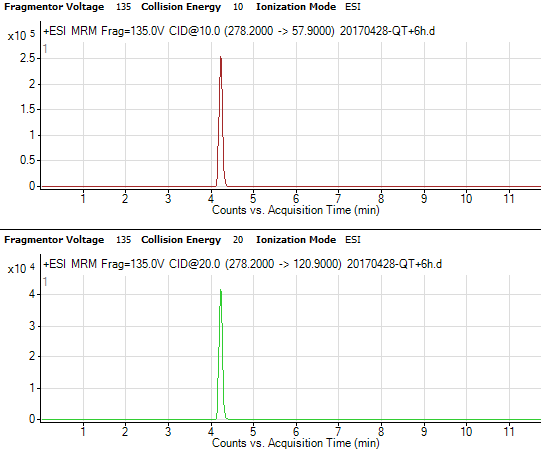 Fragmentor Voltage 135 Collision Energy 10 Ionization Mode ESI
x10 5 +ESI MRM Frag=135.0V CID@10.0 (278.2000 -> 57.9000) 20170428-QT+6h.d
1
2.5
2
1.5
1
0.5
0
1 2 3 4 5 6 7 8 9 10 11
Counts vs. Acquisition Time (min)
Fragmentor Voltage 135 Collision Energy 20 Ionization Mode ESI
x10 4 +ESI MRM Frag=135.0V CID@20.0 (278.2000 -> 120.9000) 20170428-QT+6h.d
1
4
3
2
1
0
1 2 3 4 5 6 7 8 9 10 11
Counts vs. Acquisition Time (min)